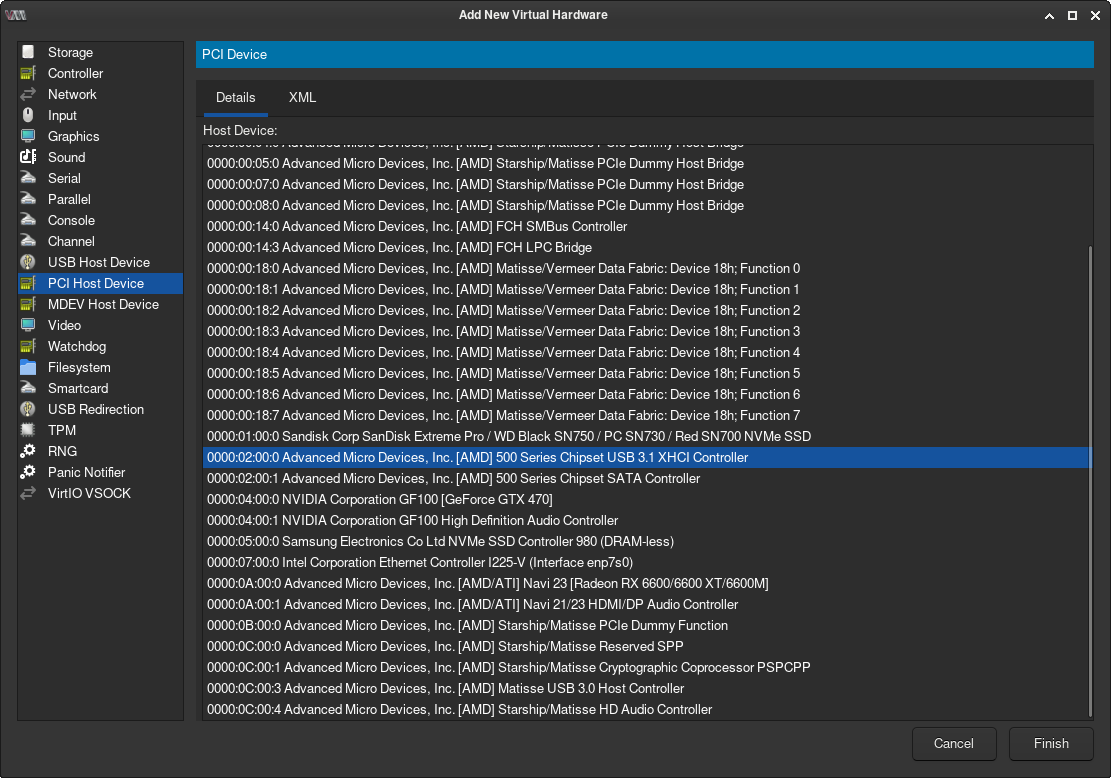 Add New Virtual Hardware
Storage
Controller
Network
Input
Graphics
Sound
Serial
Parallel
Console
Channel
USB Host Device
PCI Host Device
MDEV Host Device
Video
Watchdog
Filesystem
Smartcard
USB Redirection
TPM
RNG
Panic Notifier
VirtIO VSOCK
PCI Device
Details XML
Host Device:
Advanced Micro Devices, Inc. [AMD] Starship/Matisse PCIe Dummy Host Bridge
0000:00:05:0 Advanced Micro Devices, Inc. [AMD] Starship/Matisse PCIe Dummy Host Bridge
0000:00:07:0 Advanced Micro Devices, Inc. [AMD] Starship/Matisse PCIe Dummy Host Bridge
0000:00:08:0 Advanced Micro Devices, Inc. [AMD] Starship/Matisse PCIe Dummy Host Bridge
0000:00:14:0 Advanced Micro Devices, Inc. [AMD] FCH SMBus Controller
0000:00:14:3 Advanced Micro Devices, Inc. [AMD] FCH LPC Bridge
0000:00:18:0 Advanced Micro Devices, Inc. [AMD] Matisse/Vermeer Data Fabric: Device 18h; Function 0
0000:00:18:1 Advanced Micro Devices, Inc. [AMD] Matisse/Vermeer Data Fabric: Device 18h; Function 1
0000:00:18:2 Advanced Micro Devices, Inc. [AMD] Matisse/Vermeer Data Fabric: Device 18h; Function 2
0000:00:18:3 Advanced Micro Devices, Inc. [AMD] Matisse/Vermeer Data Fabric: Device 18h; Function 3
0000:00:18:4 Advanced Micro Devices, Inc. [AMD] Matisse/Vermeer Data Fabric: Device 18h; Function 4
0000:00:18:5 Advanced Micro Devices, Inc. [AMD] Matisse/Vermeer Data Fabric: Device 18h; Function 5
0000:00:18:6 Advanced Micro Devices, Inc. [AMD] Matisse/Vermeer Data Fabric: Device 18h; Function 6
0000:00:18:7 Advanced Micro Devices, Inc. [AMD] Matisse/Vermeer Data Fabric: Device 18h; Function 7
0000:01:00:0 Sandisk Corp SanDisk Extreme Pro / WD Black SN750 / PC SN730 / Red SN700 NVMe SSD
0000:02:00:0 Advanced Micro Devices, Inc. [AMD] 500 Series Chipset USB 3.1 XHCI Controller
0000:02:00:1 Advanced Micro Devices, Inc. [AMD] 500 Series Chipset SATA Controller
0000:04:00:0 NVIDIA Corporation GF100 [GeForce GTX 470]
0000:04:00:1 NVIDIA Corporation GF100 High Definition Audio Controller
0000:05:00:0 Samsung Electronics Co Ltd NVMe SSD Controller 980 (DRAM-less)
0000:07:00:0 Intel Corporation Ethernet Controller I225-V (Interface enp7s0)
0000:0A:00:0 Advanced Micro Devices, Inc. [AMD/ATI] Navi 23 [Radeon RX 6600/6600 XT/6600M]
0000:0A:00:1 Advanced Micro Devices, Inc. [AMD/ATI] Navi 21/23 HDMI/DP Audio Controller
0000:0B:00:0 Advanced Micro Devices, Inc. [AMD] Starship/Matisse PCIe Dummy Function
0000:0C:00:0 Advanced Micro Devices, Inc. [AMD] Starship/Matisse Reserved SPP
0000:0C:00:1 Advanced Micro Devices, Inc. [AMD] Starship/Matisse Cryptographic Coprocessor PSPCPP
0000:0C:00:3 Advanced Micro Devices, Inc. [AMD] Matisse USB 3.0 Host Controller
0000:0C:00:4 Advanced Micro Devices, Inc. [AMD] Starship/Matisse HD Audio Controller
Cancel Finish